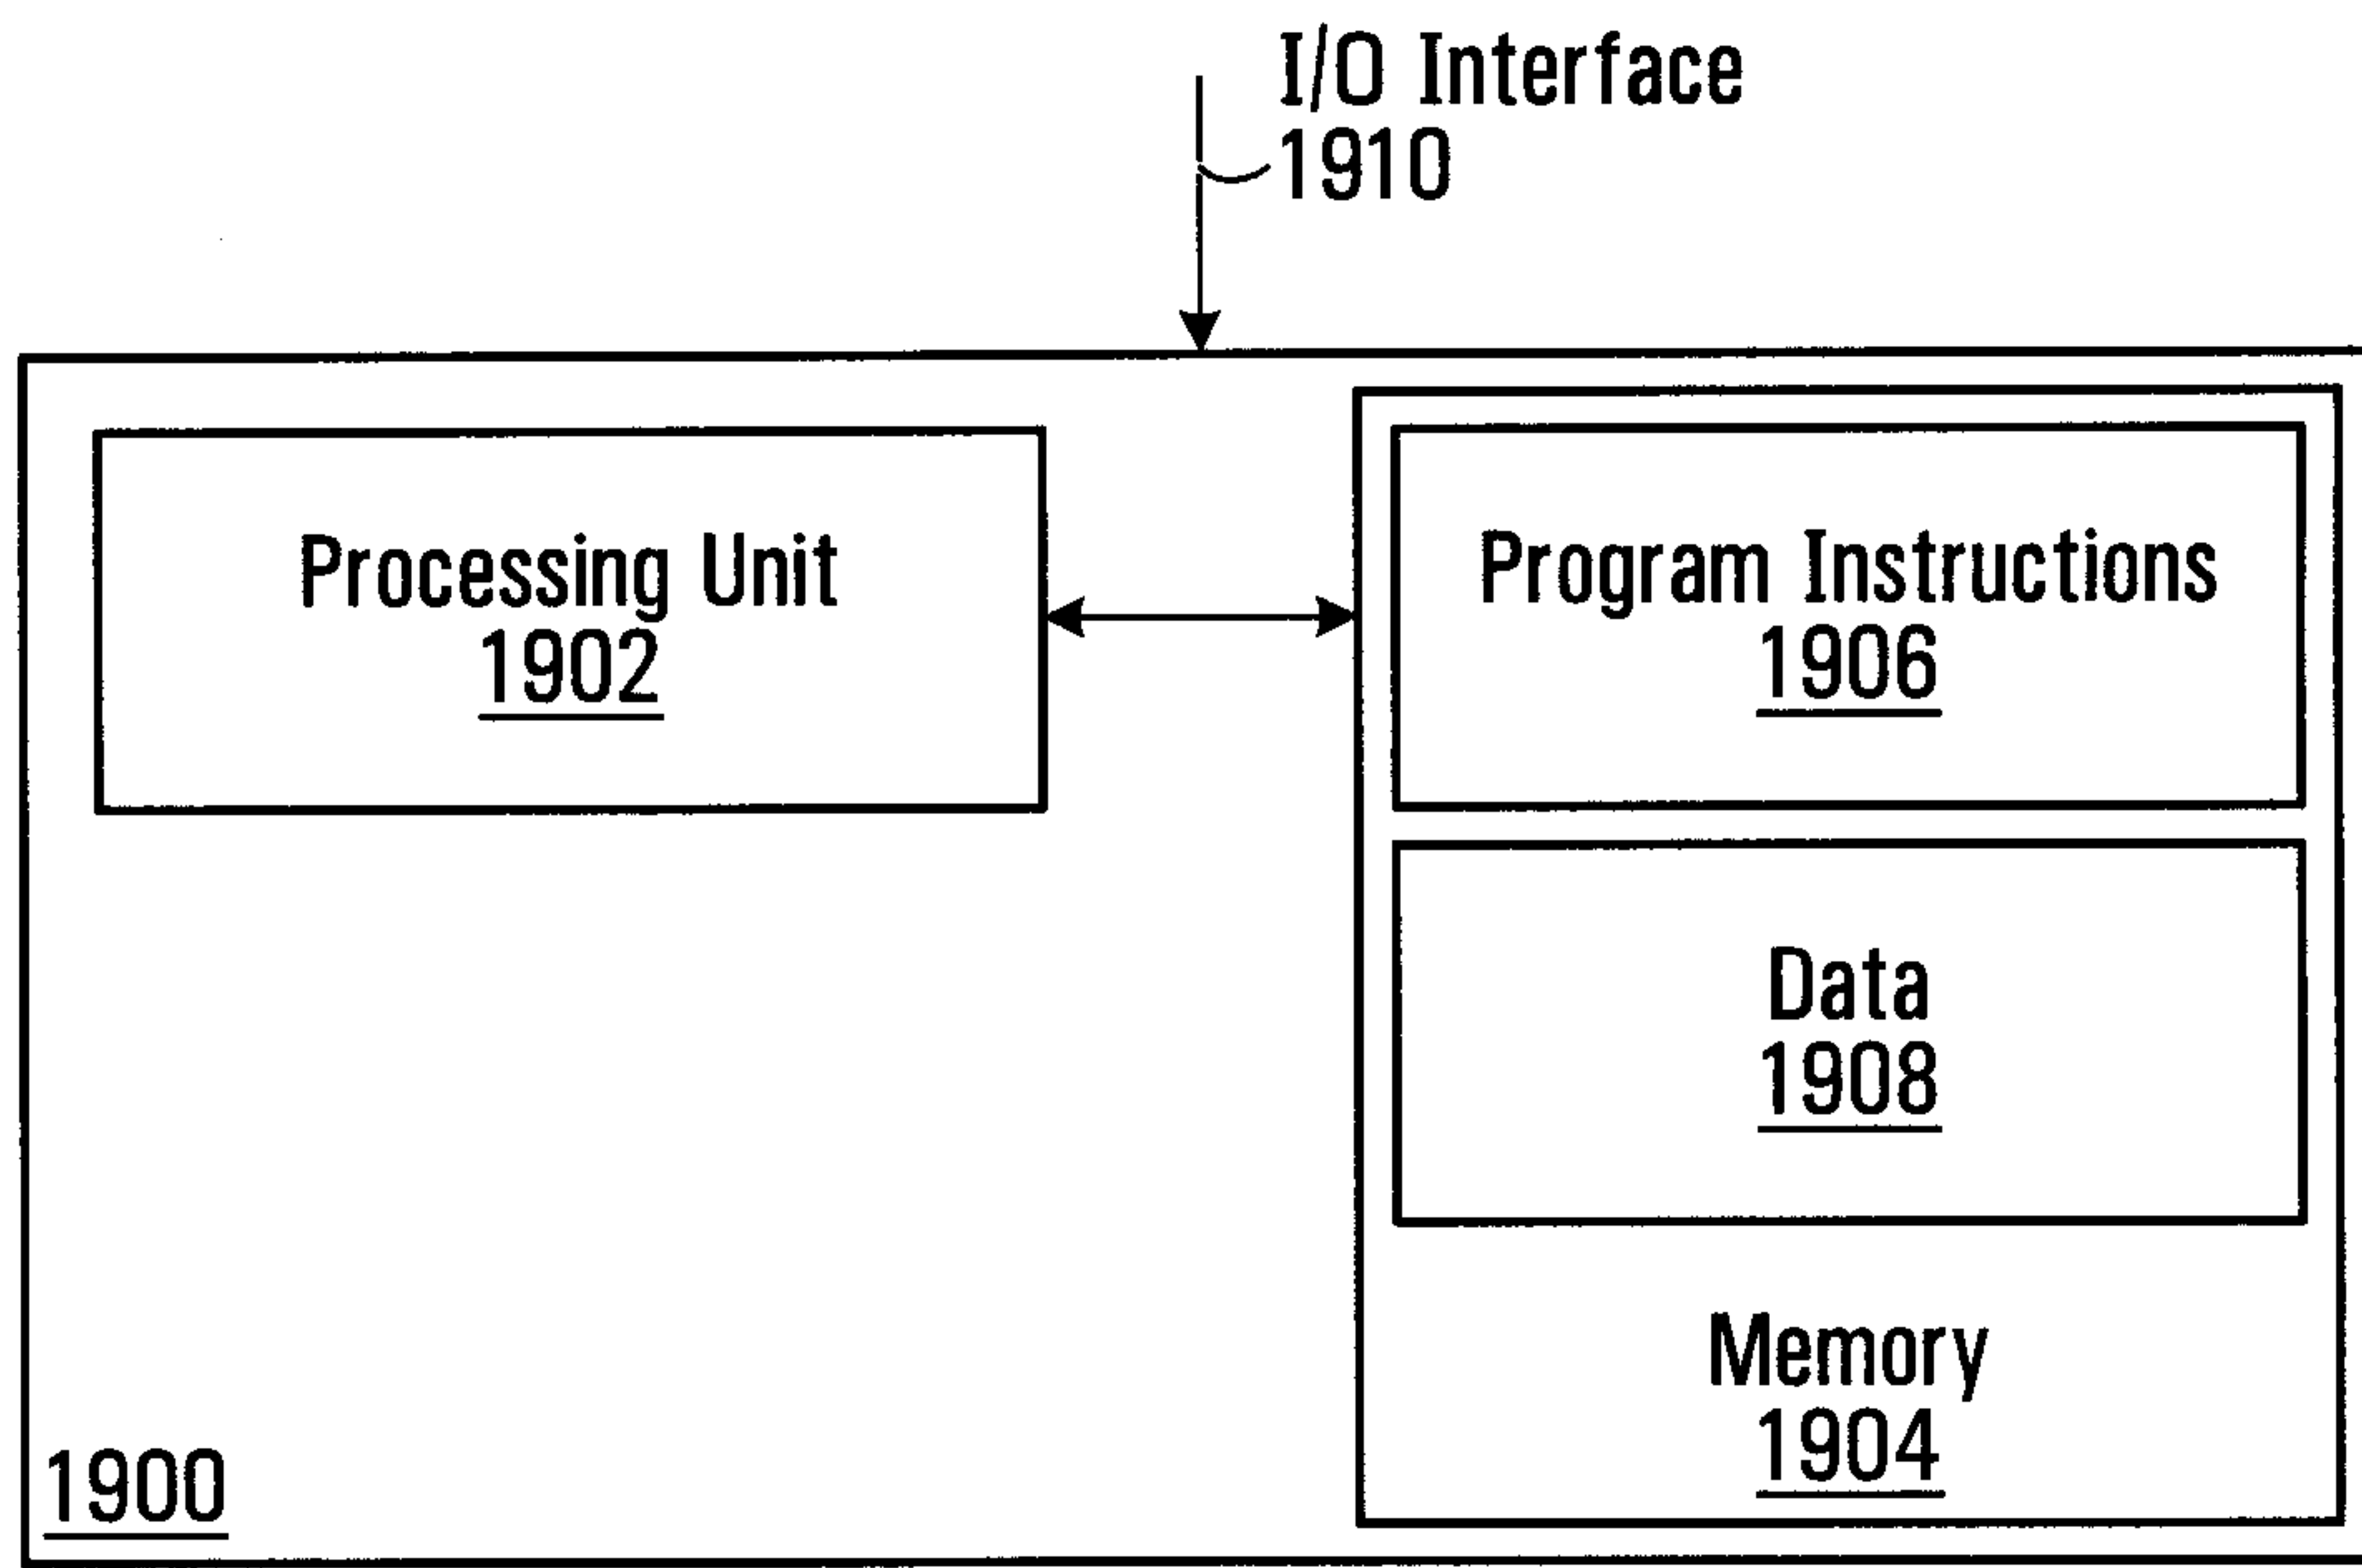 I/O Interface
1910
Processing Unit
1902
Program Instructions
1906
Data
1908
Memory
1904
1900